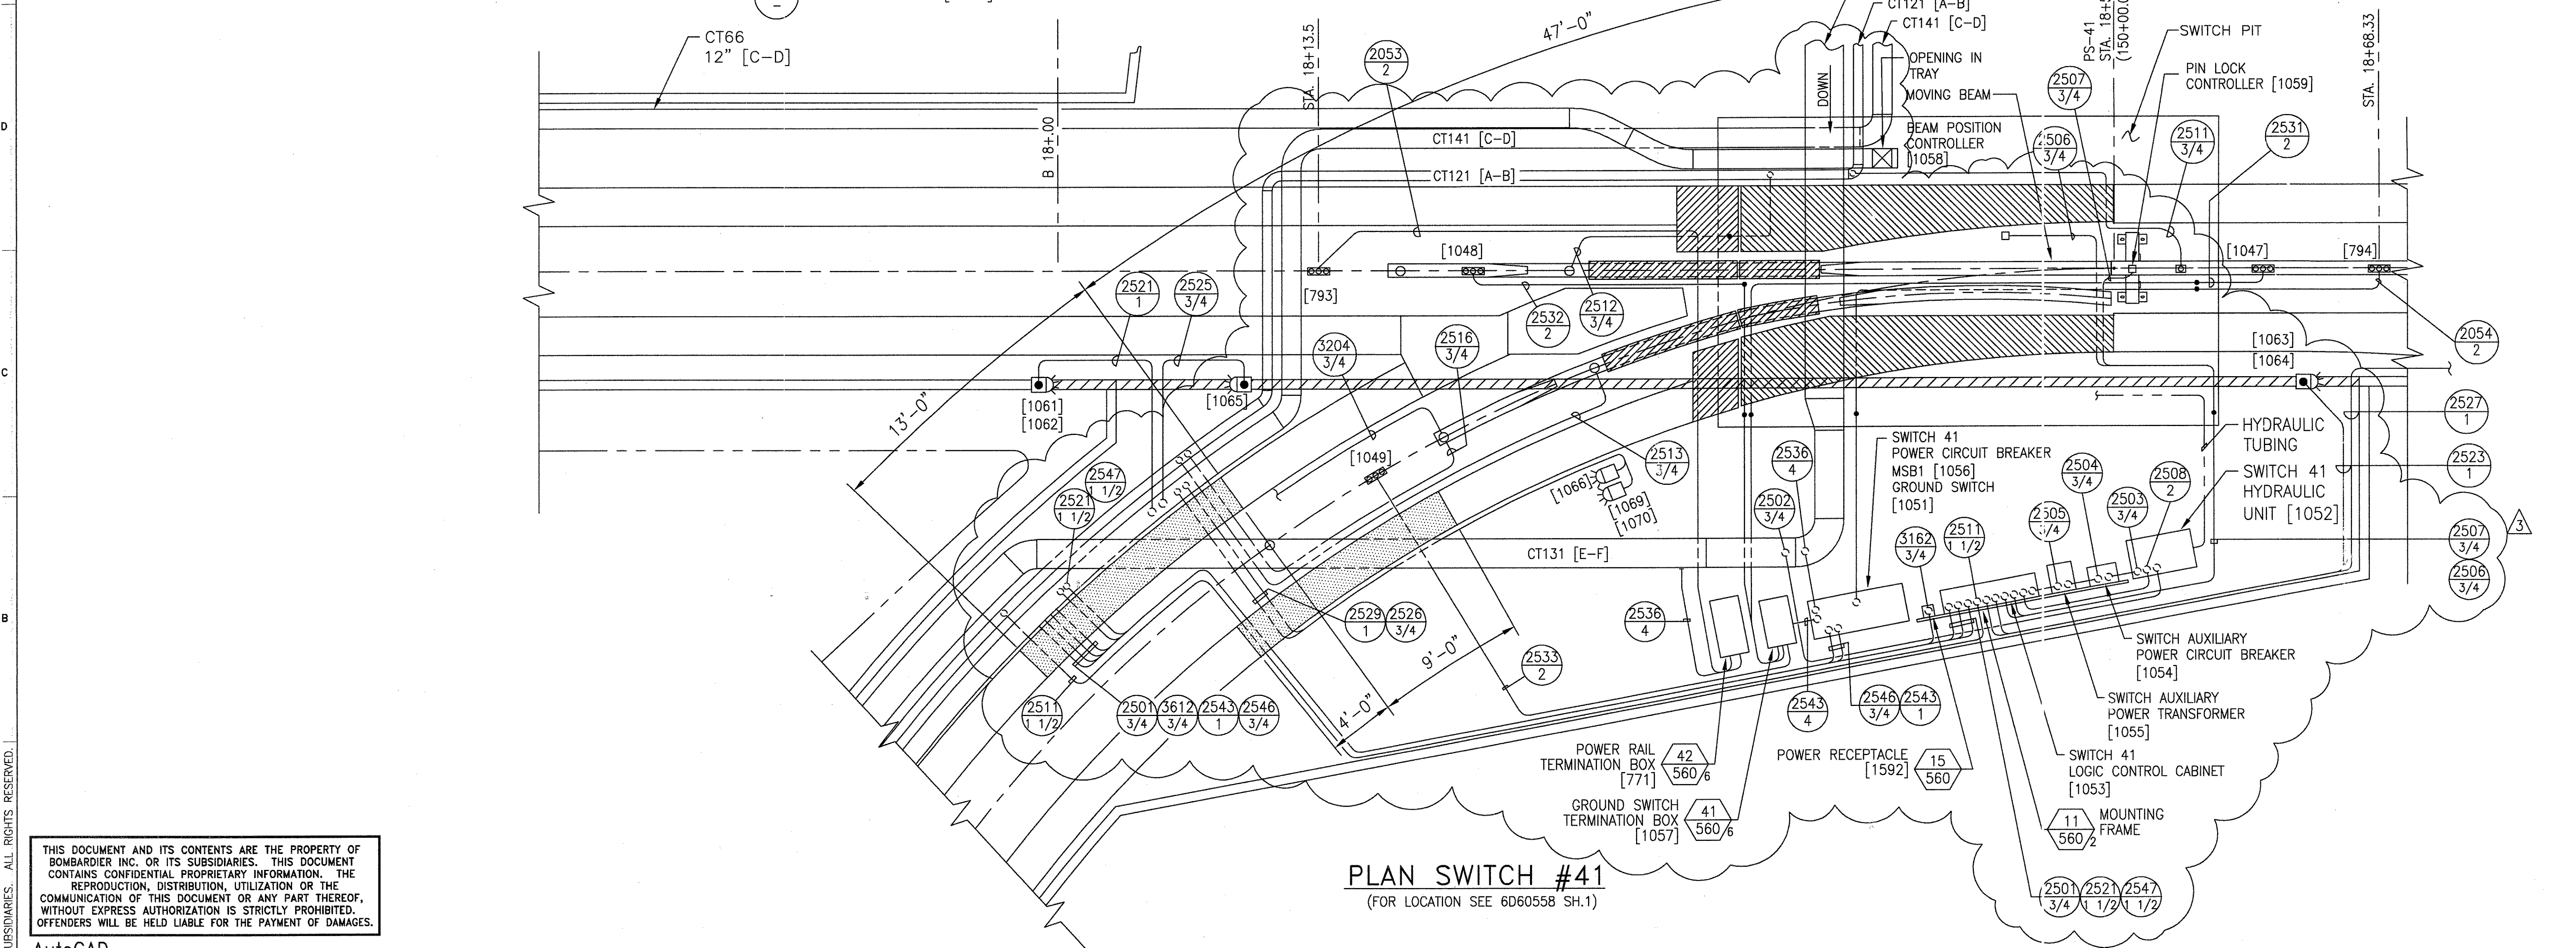 CT66
12" [C-D]
47'-0"
STA. 18+13.5
B 18+.00
2053
2
CT121 [A-B]
CT141 [C-D]
OPENING IN
TRAY
DOWN
MOVING BEAM
BEAM POSITION
CONTROLLER
[1058]
PS-41
SWITCH PIT
PIN LOCK
CONTROLLER [1059]
STA. 18+68.33
2507
3/4
2506
3/4
2511
3/4
2531
2
D
CT141 [C-D]
CT121 [A-B]
[1048]
[793]
[1047]
[794]
2521
1
2525
3/4
2532
2
2512
3/4
3204
3/4
2516
3/4
[1063]
[1064]
2054
2
C
[1061]
[1062]
[1065]
13'-0"
2527
1
2523
1
HYDRAULIC
TUBING
SWITCH 41
HYDRAULIC
UNIT [1052]
2547
1 1/2
2521
1 1/2
[1049]
2513
3/4
[1066]
[1069]
[1070]
2536
4
SWITCH 41
POWER CIRCUIT BREAKER
MSB1 [1056]
GROUND SWITCH
[1051]
2502
3/4
3162
3/4
2511
1 1/2
2505
3/4
2504
3/4
2503
3/4
2508
2
2507
3/4
2506
3/4
3
CT131 [E-F]
B
2529
1
2526
3/4
9'-0"
4'-0"
2533
2
2536
4
2511
1 1/2
2501
3/4
3612
3/4
2543
1
2546
3/4
2543
4
2546
3/4
2543
1
SWITCH AUXILIARY
POWER CIRCUIT BREAKER
[1054]
SWITCH AUXILIARY
POWER TRANSFORMER
[1055]
SWITCH 41
LOGIC CONTROL CABINET
[1053]
POWER RAIL
TERMINATION BOX
[771]
42
560/6
POWER RECEPTACLE
[1592]
15
560
GROUND SWITCH
TERMINATION BOX
[1057]
41
560/6
11
560/2
MOUNTING
FRAME
2501
3/4
2521
1 1/2
2547
1 1/2
PLAN SWITCH #41
(FOR LOCATION SEE 6D60558 SH.1)
THIS DOCUMENT AND ITS CONTENTS ARE THE PROPERTY OF
BOMBARDIER INC. OR ITS SUBSIDIARIES. THIS DOCUMENT
CONTAINS CONFIDENTIAL PROPRIETARY INFORMATION. THE
REPRODUCTION, DISTRIBUTION, UTILIZATION OR THE
COMMUNICATION OF THIS DOCUMENT OR ANY PART THEREOF,
WITHOUT EXPRESS AUTHORIZATION IS STRICTLY PROHIBITED.
OFFENDERS WILL BE HELD LIABLE FOR THE PAYMENT OF DAMAGES.
ALL RIGHTS RESERVED.
AutoCAD